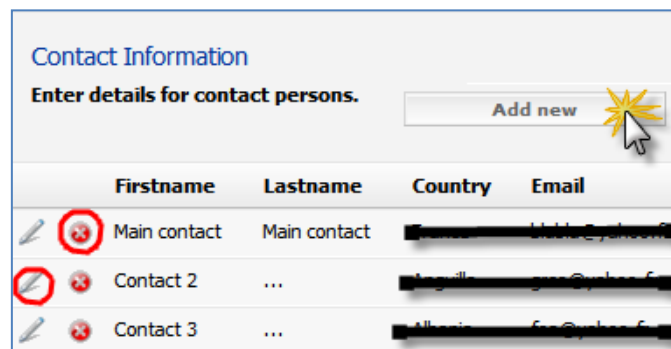 Contact Information
Enter details for contact persons.
Add new
Firstname Lastname Country Email
Main contact Main contact
Contact 2 ...
Contact 3 ...